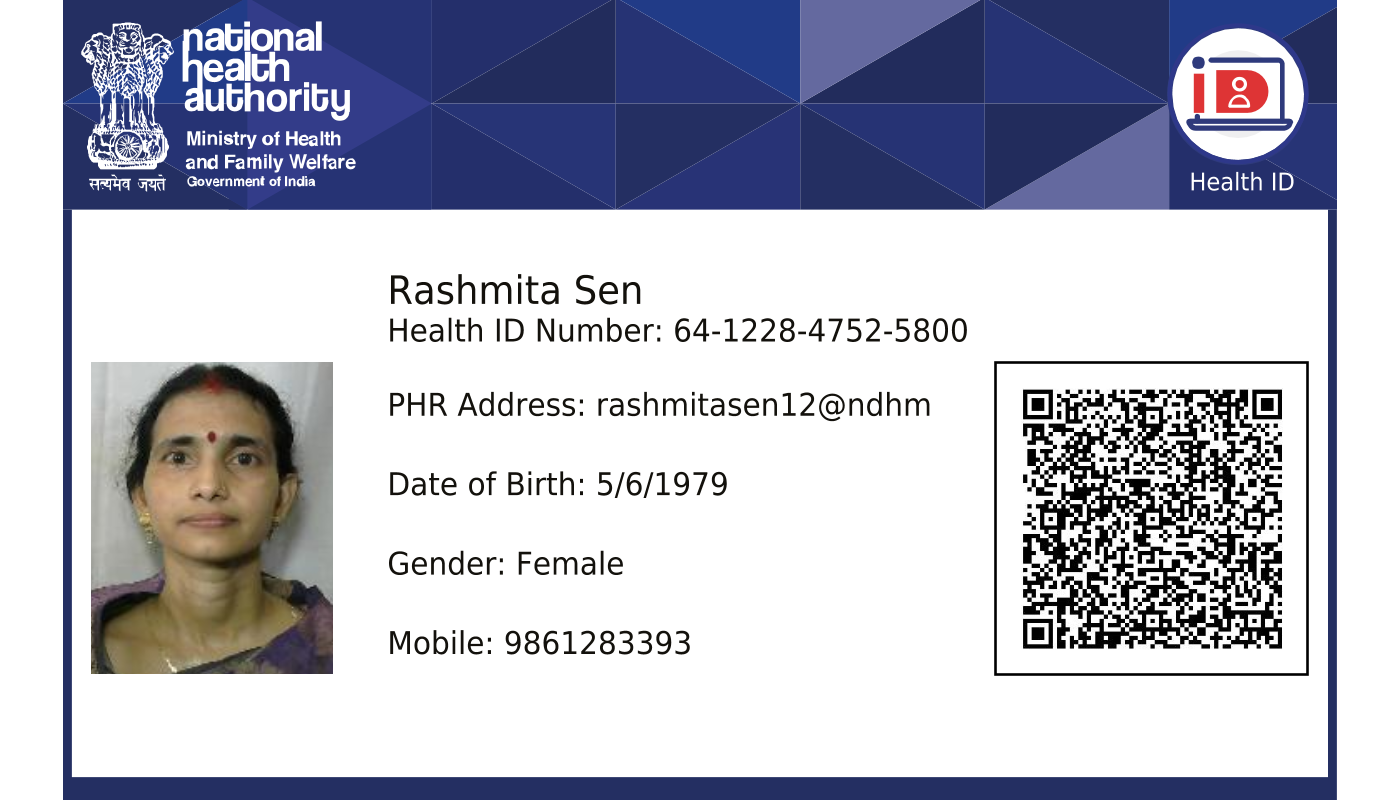 national
health
authority
Ministry of Health
and Family Welfare
Government of India
सत्यमेव जयते
iD
Health ID
Rashmita Sen
Health ID Number: 64-1228-4752-5800
PHR Address: rashmitasen12@ndhm
Date of Birth: 5/6/1979
Gender: Female
Mobile: 9861283393